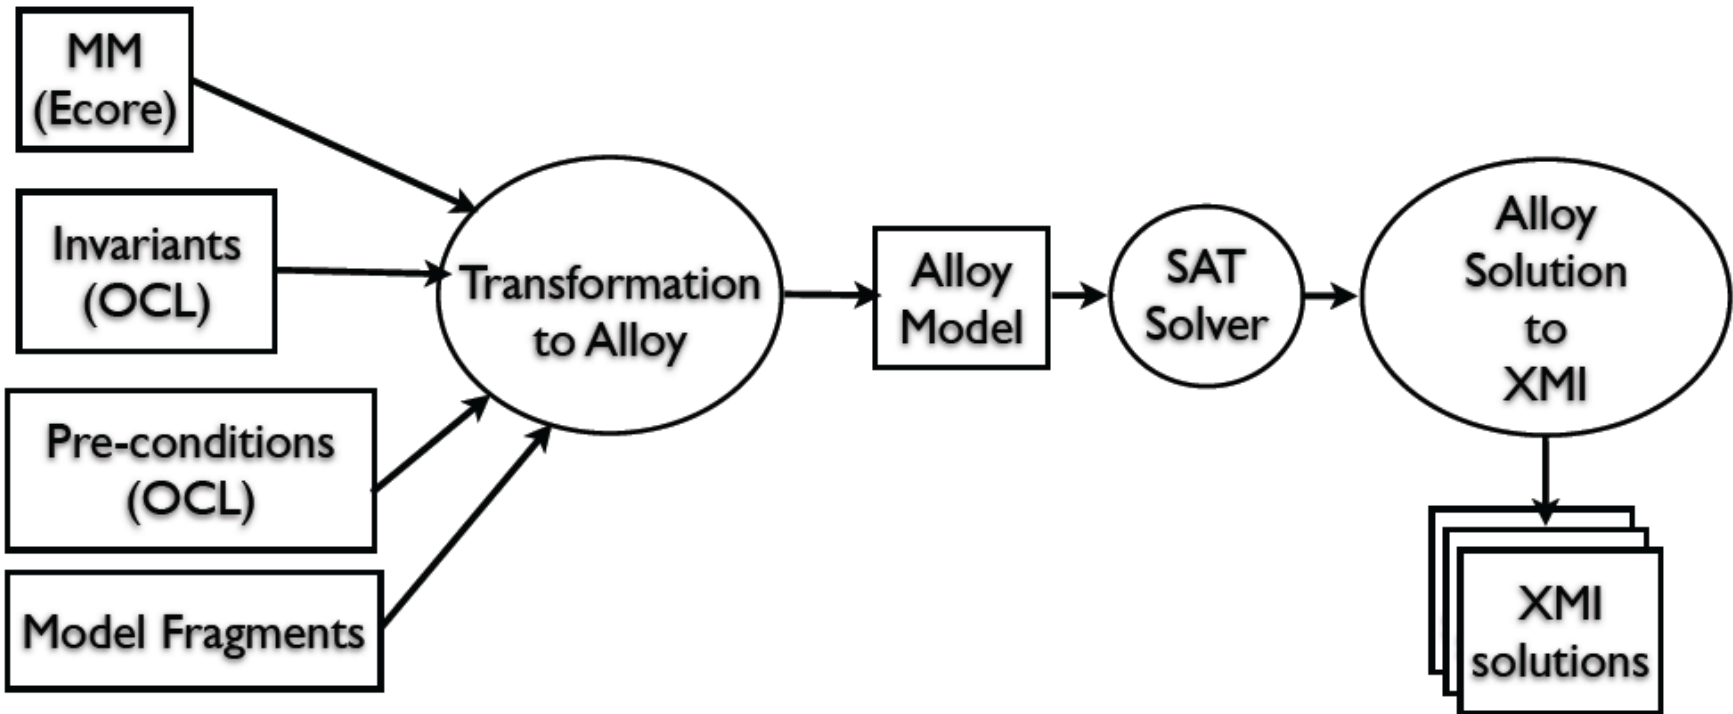 MM
(Ecore)
Invariants
(OCL)
Pre-conditions
(OCL)
Model Fragments
Transformation
to Alloy
Alloy
Model
SAT
Solver
Alloy
Solution
to
XMI
XMI
solutions